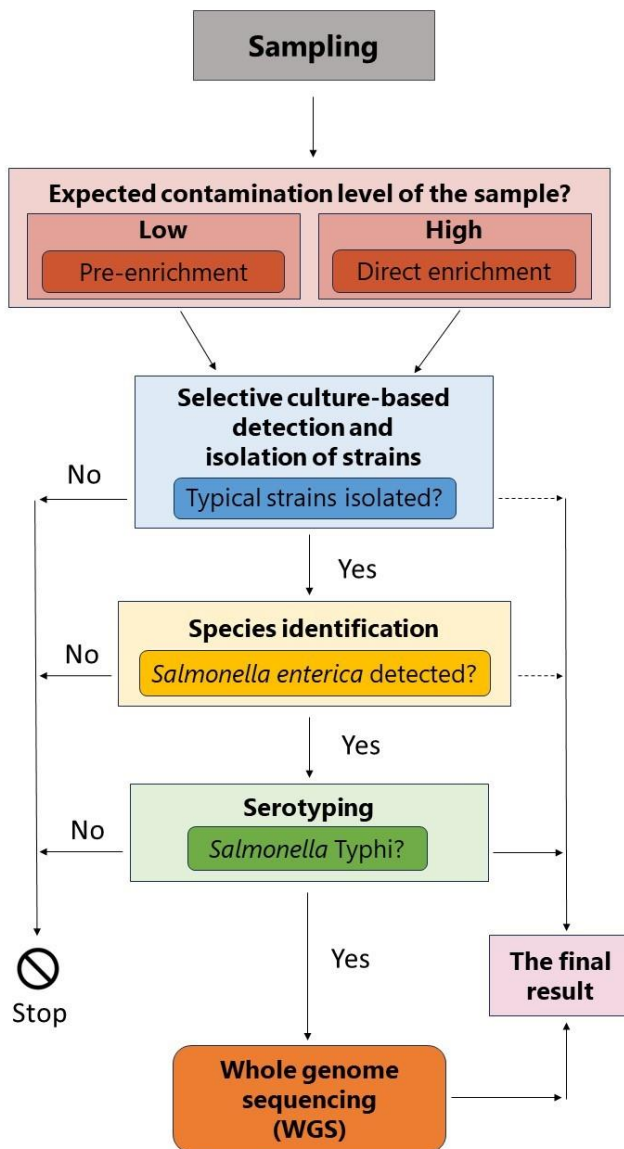 Sampling
Expected contamination level of the sample?
Low
Pre-enrichment
High
Direct enrichment
Selective culture-based
detection and
isolation of strains
Typical strains isolated?
No
Yes
Species identification
Salmonella enterica detected?
No
Yes
Serotyping
Salmonella Typhi?
No
Yes
Stop
The final
result
Whole genome
sequencing
(WGS)